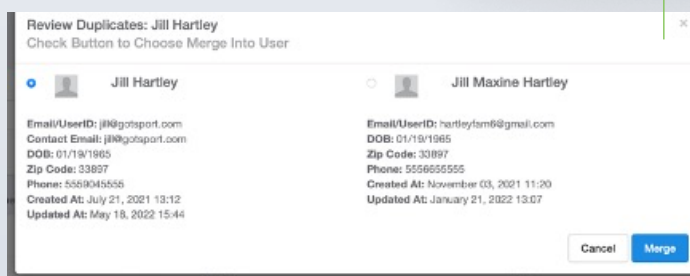 Review Duplicates: Jill Hartley
×
Check Button to Choose Merge Into User
Jill Hartley
Email/UserID: jill@gotsport.com
Contact Email: jill@gotsport.com
DOB: 01/19/1965
Zip Code: 33897
Phone: 5559045555
Created At: July 21, 2021 13:12
Updated At: May 18, 2022 15:44
Jill Maxine Hartley
Email/UserID: hartleyfam6@gmail.com
DOB: 01/19/1965
Zip Code: 33897
Phone: 5556655555
Created At: November 03, 2021 11:20
Updated At: January 21, 2022 13:07
Cancel
Merge